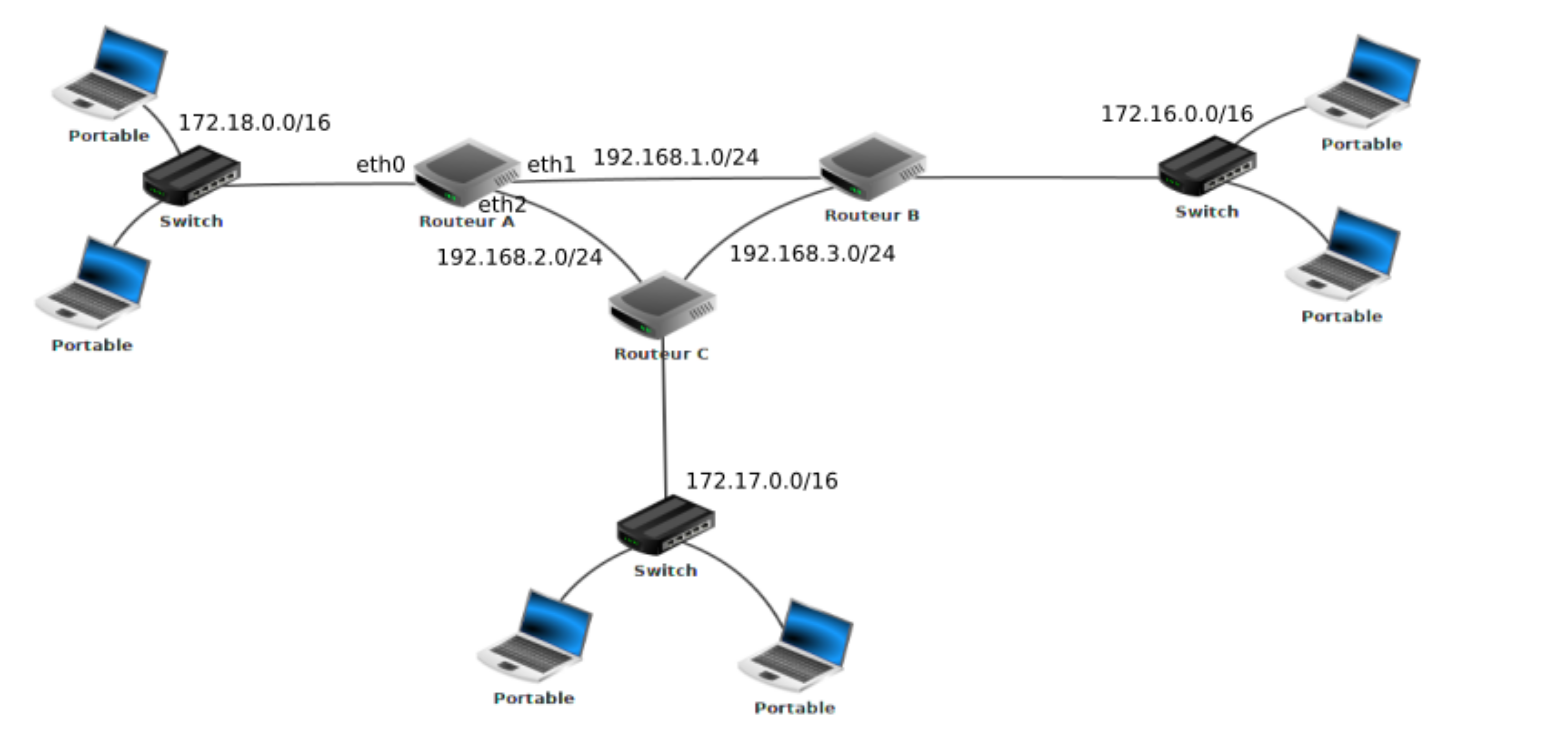 Portable
172.18.0.0/16
Switch
Portable
eth0
eth1
eth2
Routeur A
192.168.1.0/24
Routeur B
192.168.2.0/24
192.168.3.0/24
Routeur C
172.16.0.0/16
Portable
Switch
Portable
172.17.0.0/16
Switch
Portable
Portable